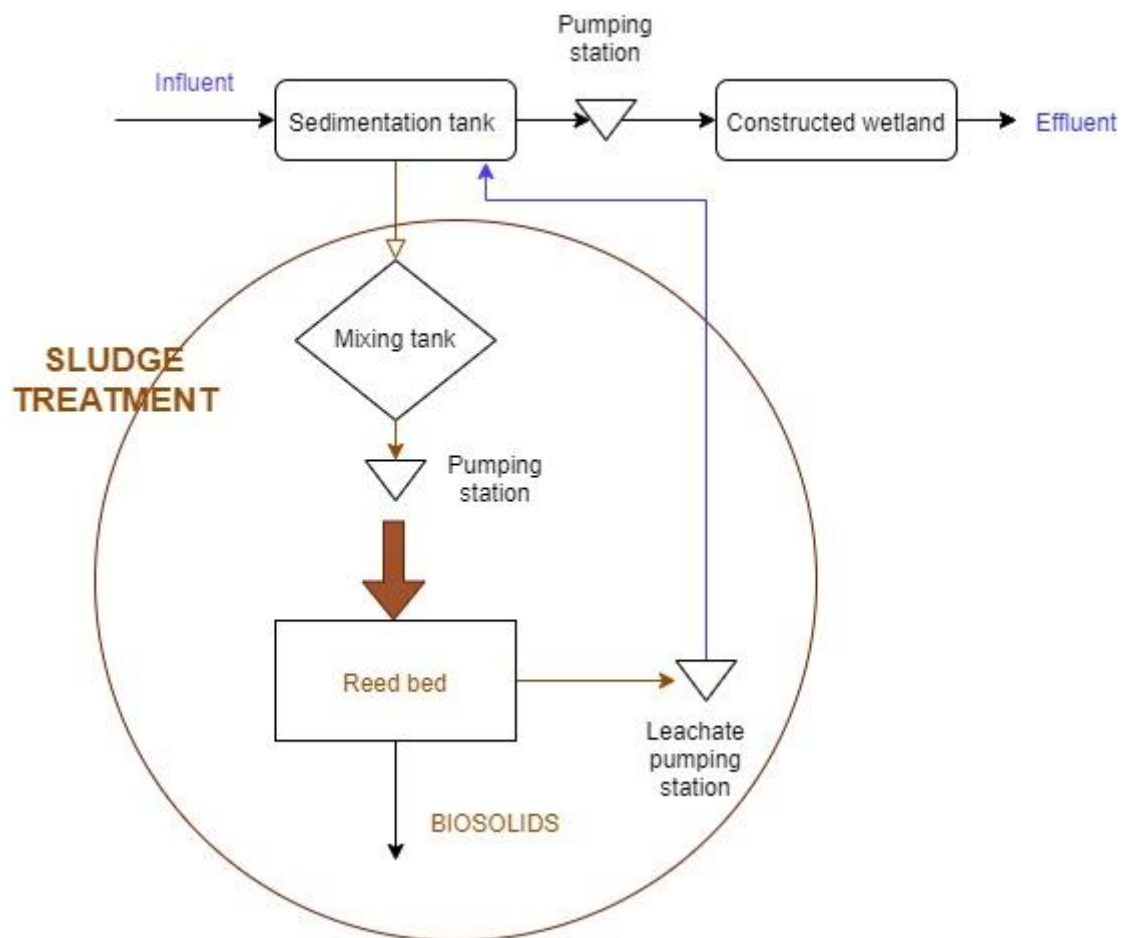 Pumping
station
Influent
Sedimentation tank
Constructed wetland
Effluent
Mixing tank
SLUDGE
TREATMENT
Pumping
station
Reed bed
Leachate
pumping
station
BIOSOLIDS